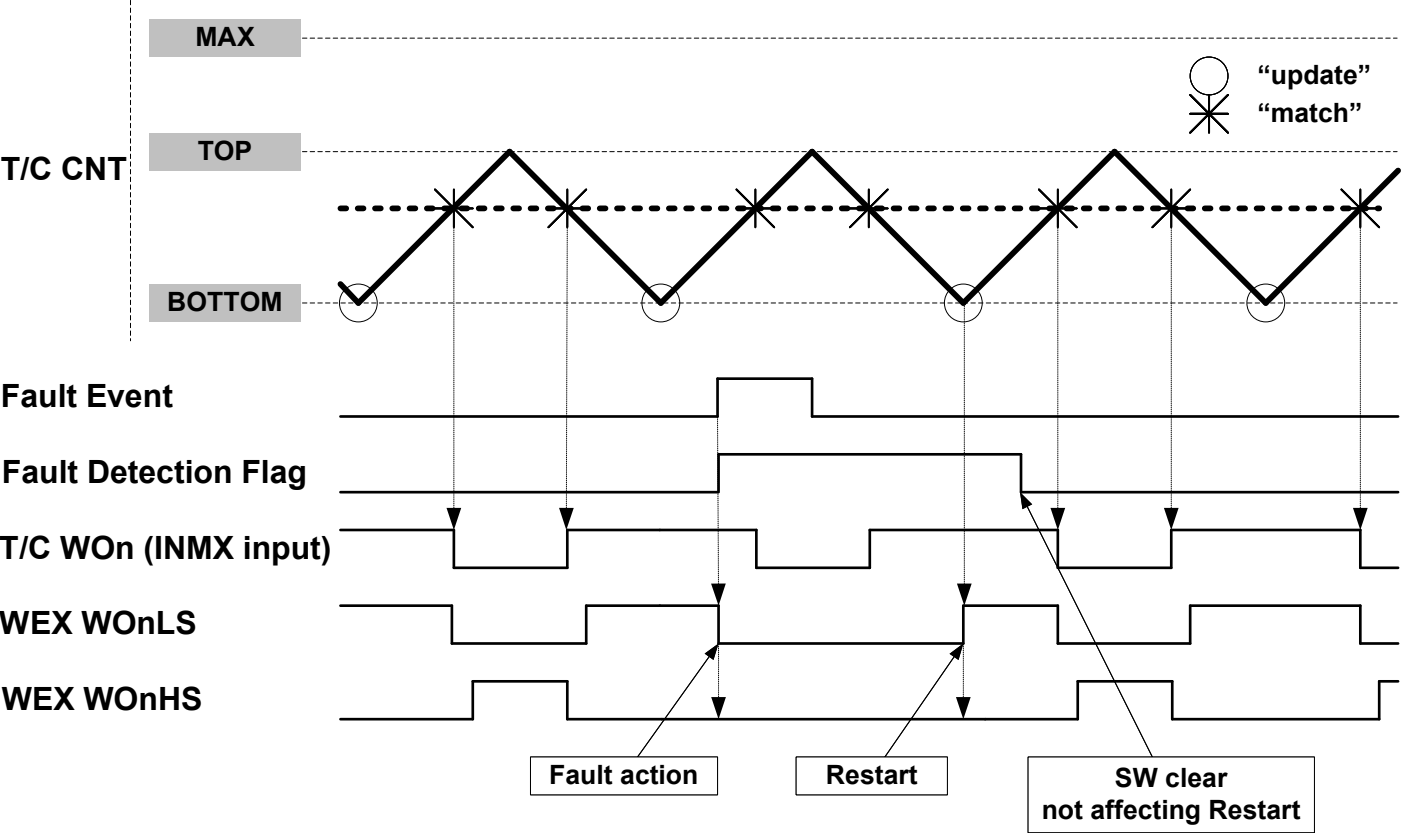 MAX
“update”
“match”
TOP
T/C CNT
BOTTOM
Fault Event
Fault Detection Flag
T/C WOn (INMX input)
WEX WOnLS
WEX WOnHS
Fault action
Restart
SW clear
not affecting Restart